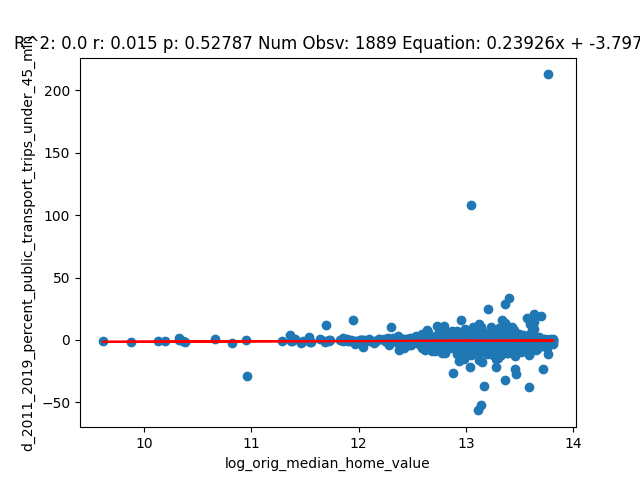 R^2: 0.0 r: 0.015 p: 0.52787 Num Obsv: 1889 Equation: 0.23926x + -3.797
d_2011_2019_percent_public_transport_trips_under_45_min
200
150
100
50
0
−50
10 11 12 13 14
log_orig_median_home_value